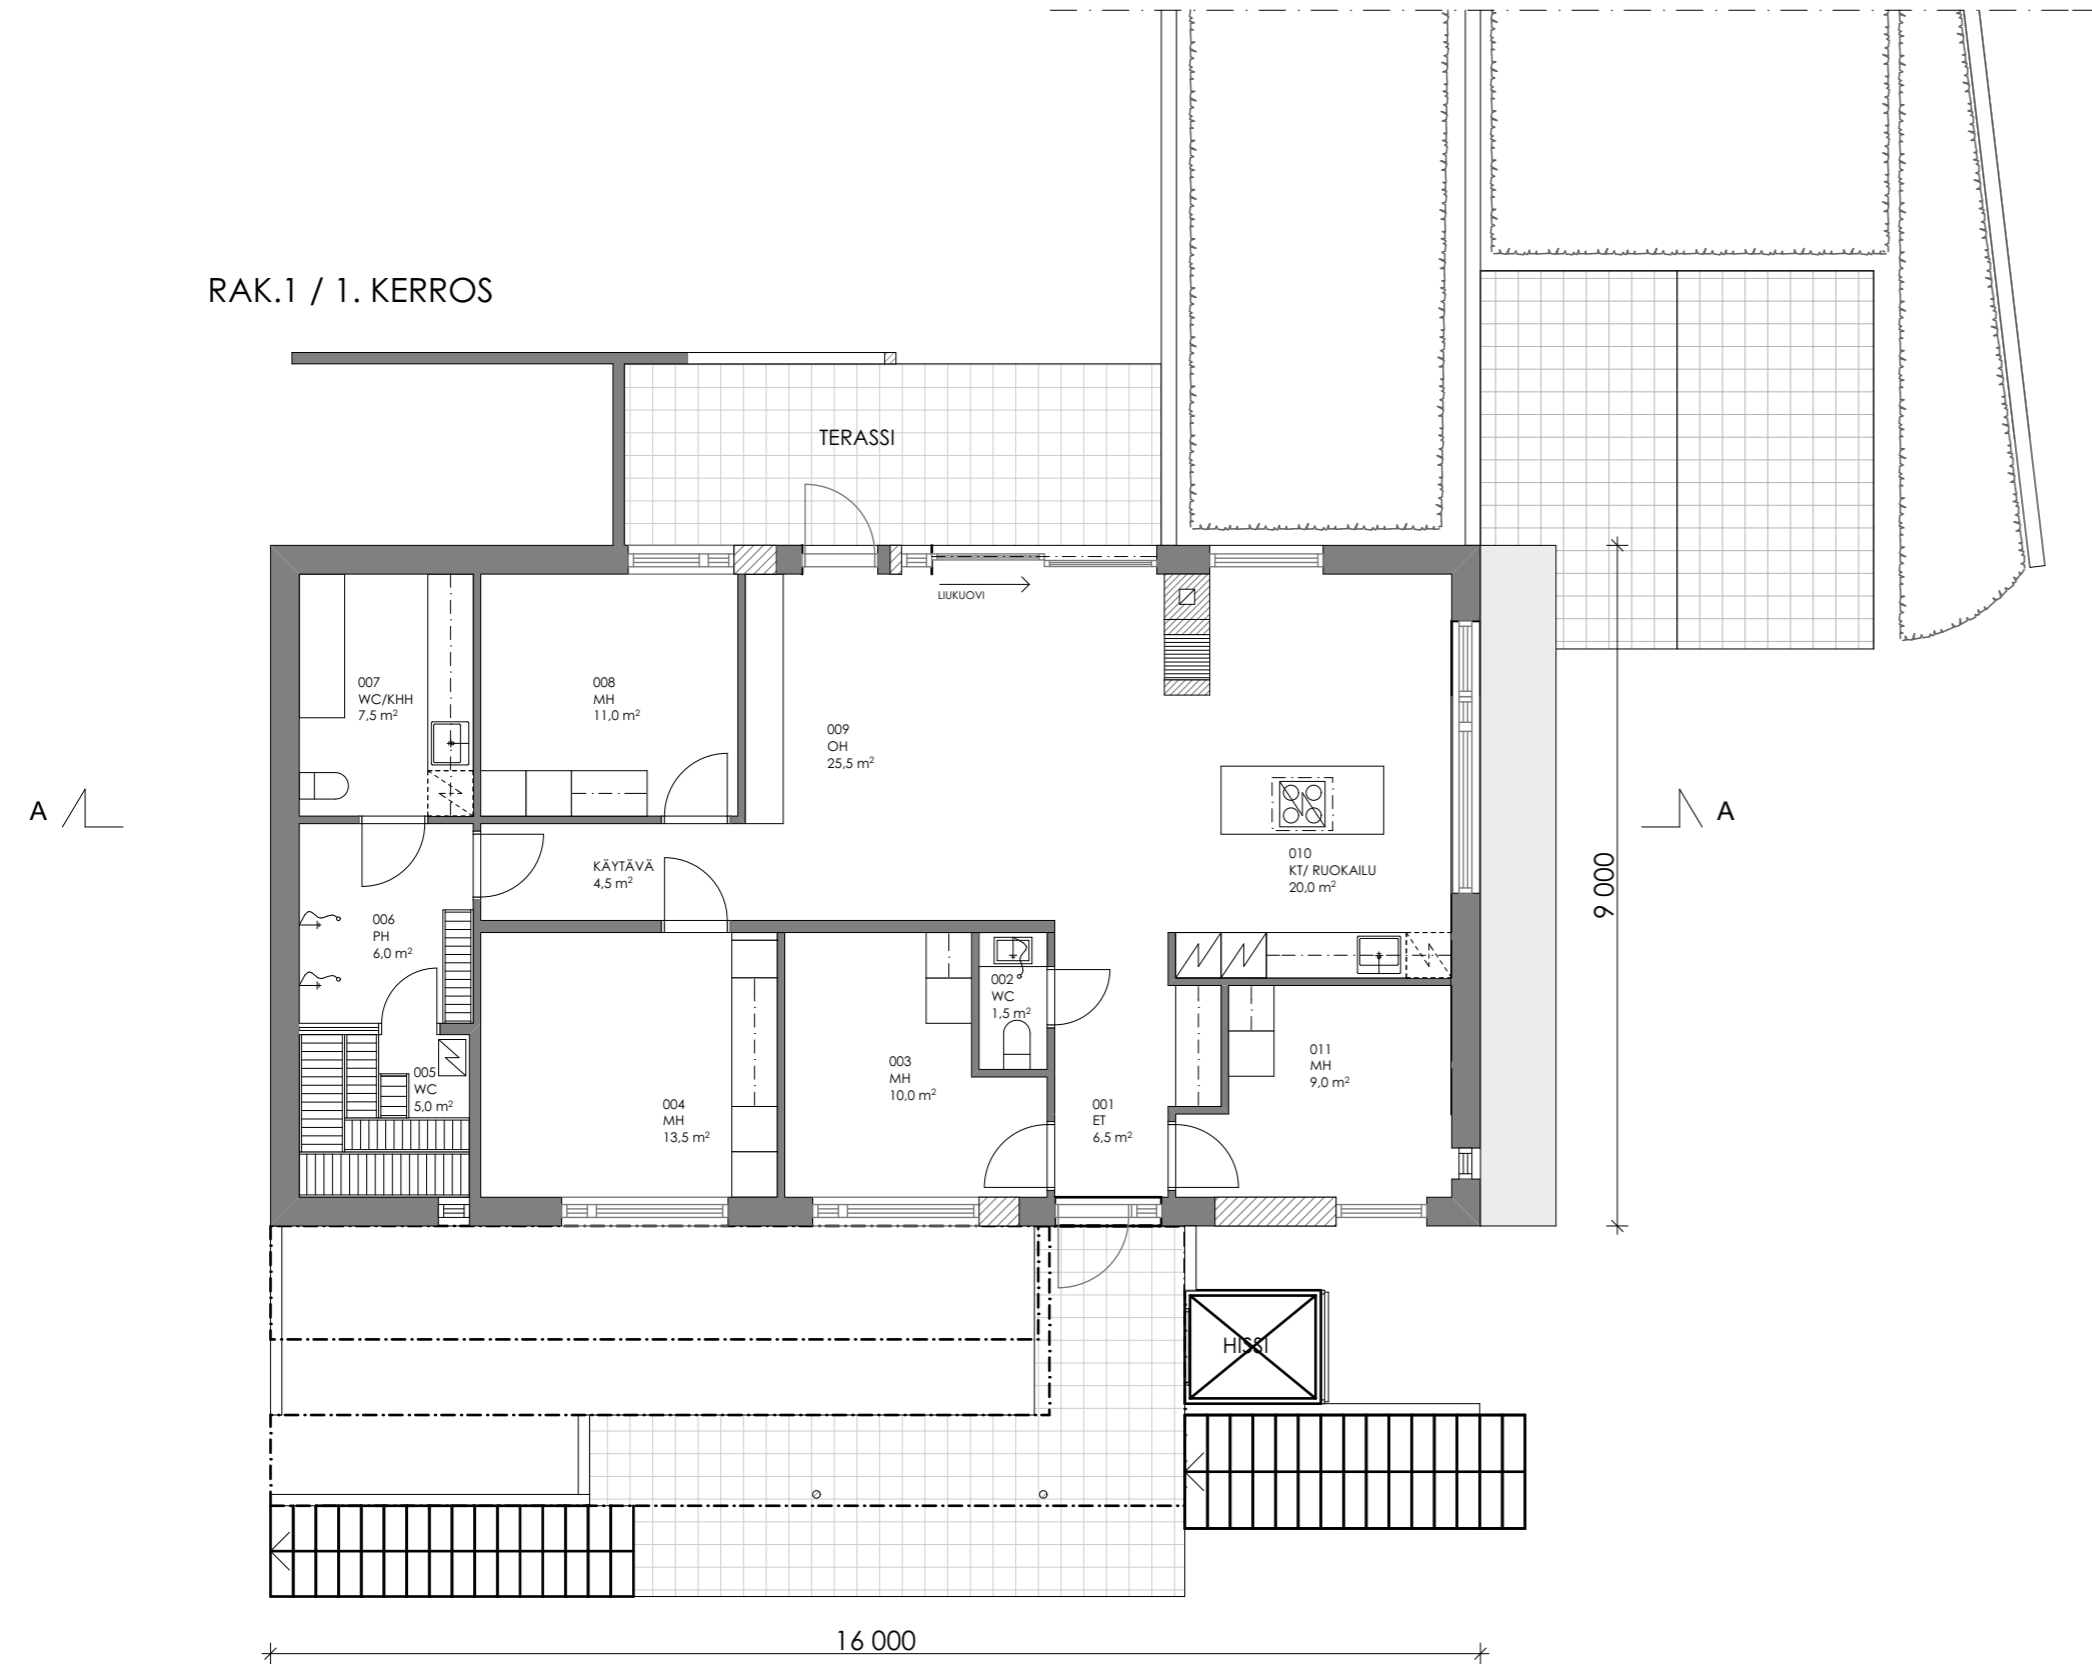 RAK.1 / 1. KERROS
TERASSI
LIUKUOVI
007
WC/KHH
7,5 m²
008
MH
11,0 m²
009
OH
25,5 m²
A
A
KÄYTÄVÄ
4,5 m²
010
KT/ RUOKAILU
20,0 m²
9 000
006
PH
6,0 m²
002
WC
1,5 m²
005
WC
5,0 m²
003
MH
10,0 m²
011
MH
9,0 m²
004
MH
13,5 m²
001
ET
6,5 m²
HISSI
16 000